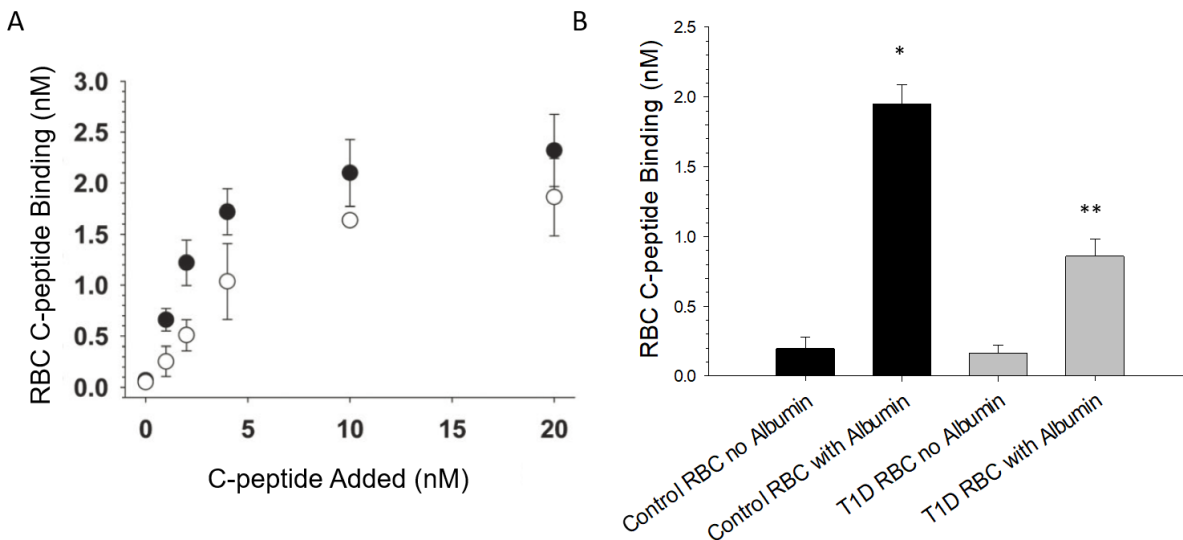 A
RBC C-peptide Binding (nM)
3.0
2.5
2.0
1.5
1.0
0.5
0.0
0 5 10 15 20
C-peptide Added (nM)
B
RBC C-peptide Binding (nM)
2.5
2.0
1.5
1.0
0.5
0.0
*
**
Control RBC no Albumin
Control RBC with Albumin
T1D RBC no Albumin
T1D RBC with Albumin